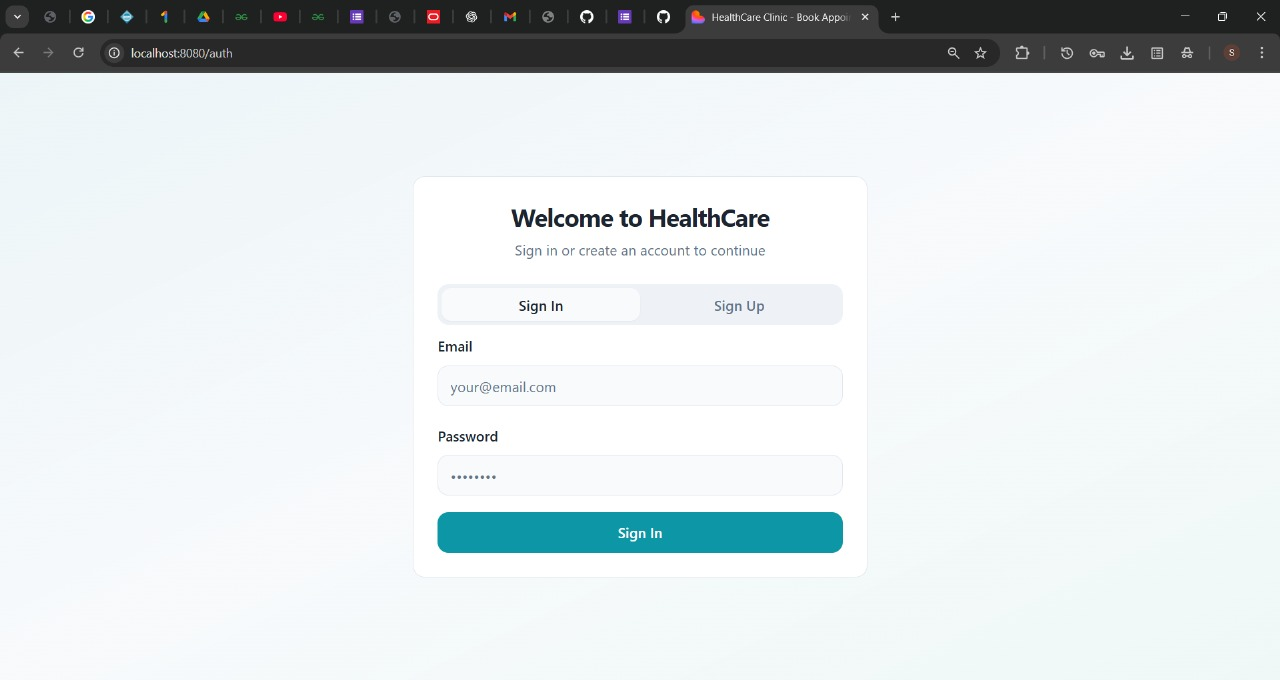 HealthCare Clinic - Book Appoi
localhost:8080/auth
S
Welcome to HealthCare
Sign in or create an account to continue
Sign In
Sign Up
Email
your@email.com
Password
••••••••
Sign In